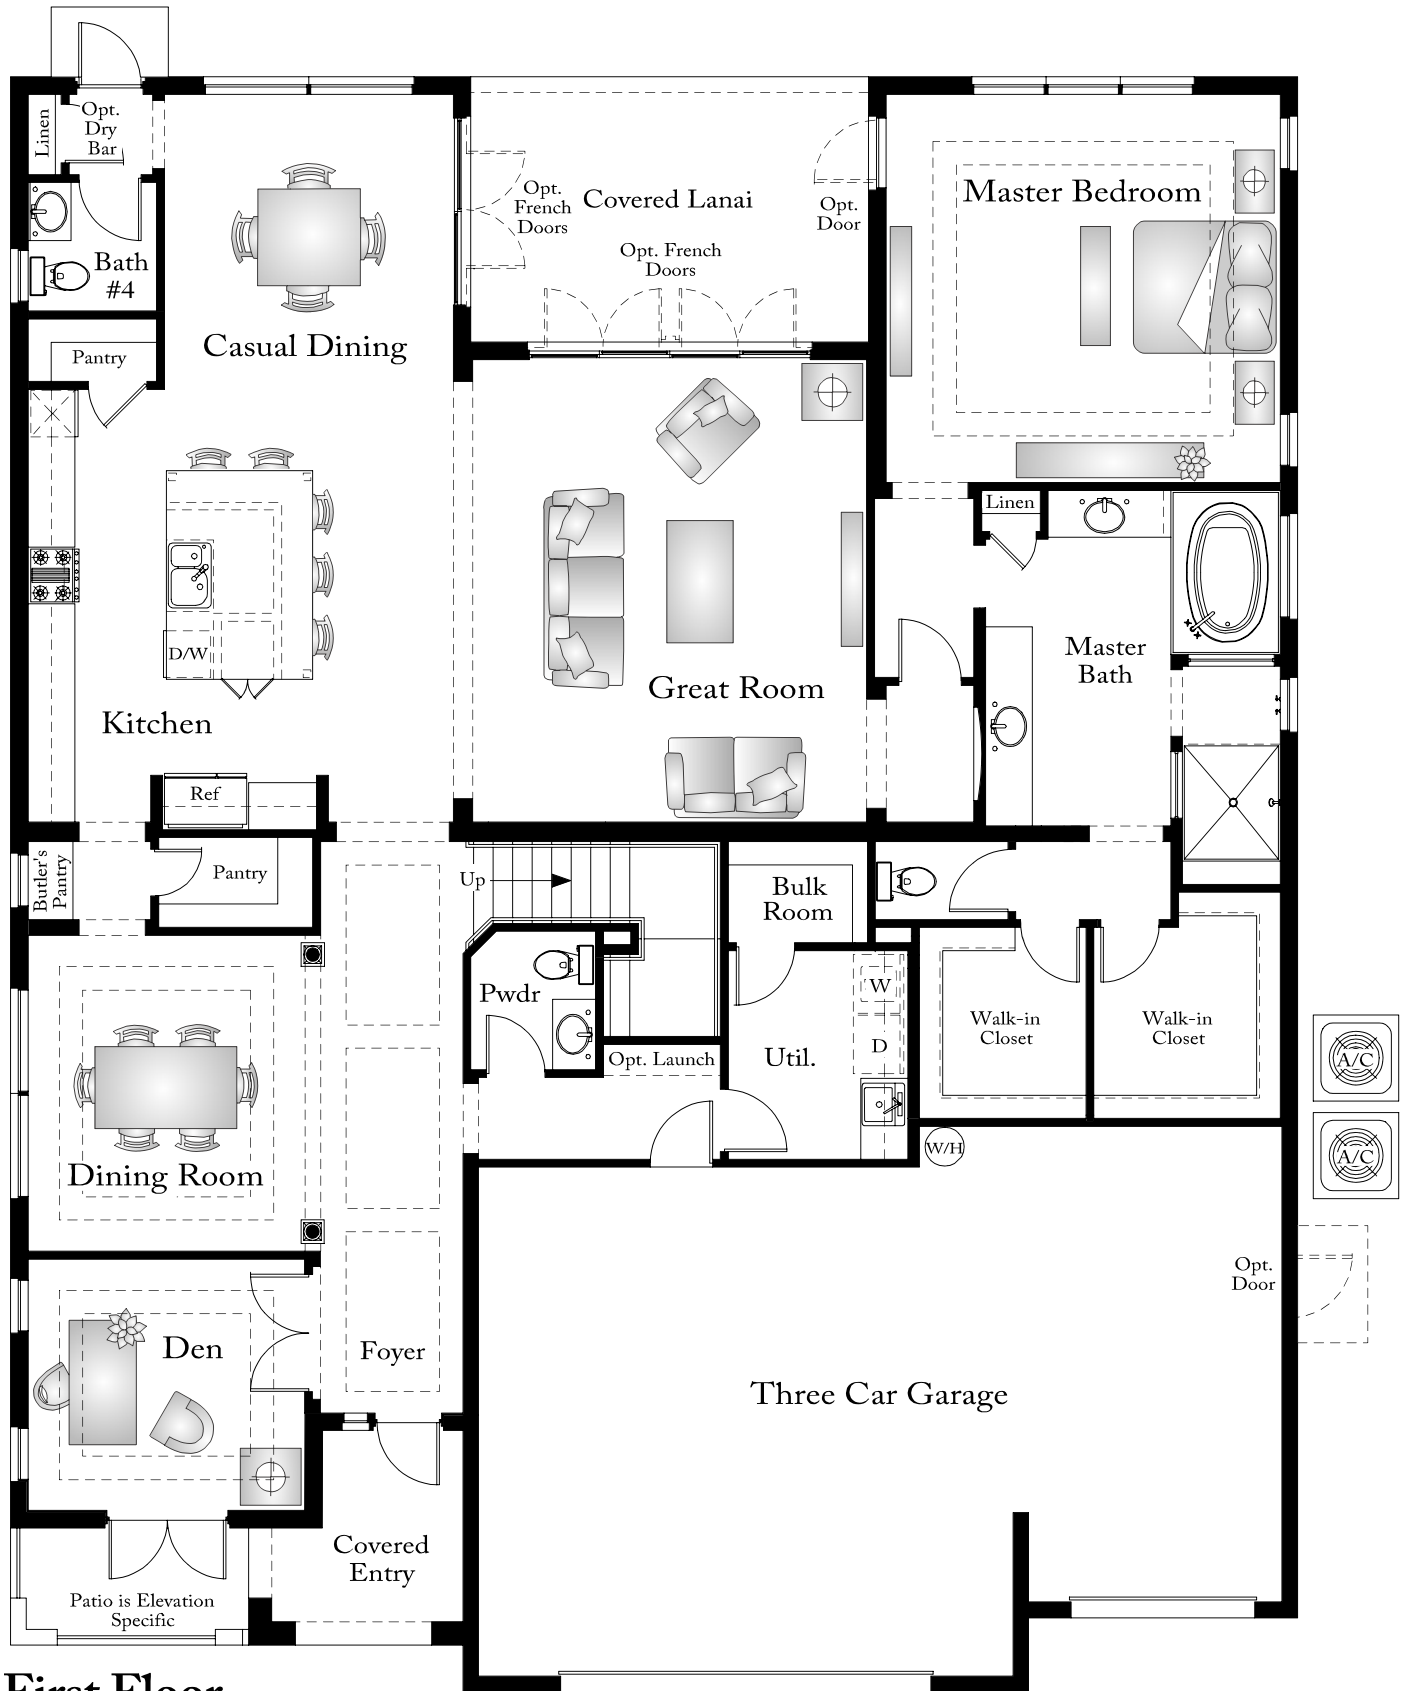 Linen
Opt.
Dry
Bar
Bath
#4
Pantry
Casual Dining
Opt.
French
Doors
Covered Lanai
Opt. French
Doors
Opt.
Door
Master Bedroom
Linen
Master
Bath
Great Room
D/W
Kitchen
Ref
Butler's
Pantry
Pantry
Up
Bulk
Room
Pwdr
Opt. Launch
Util.
W
D
Walk-in
Closet
Walk-in
Closet
A/C
A/C
W/H
Dining Room
Opt.
Door
Den
Foyer
Three Car Garage
Covered
Entry
Patio is Elevation
Specific
First Floor